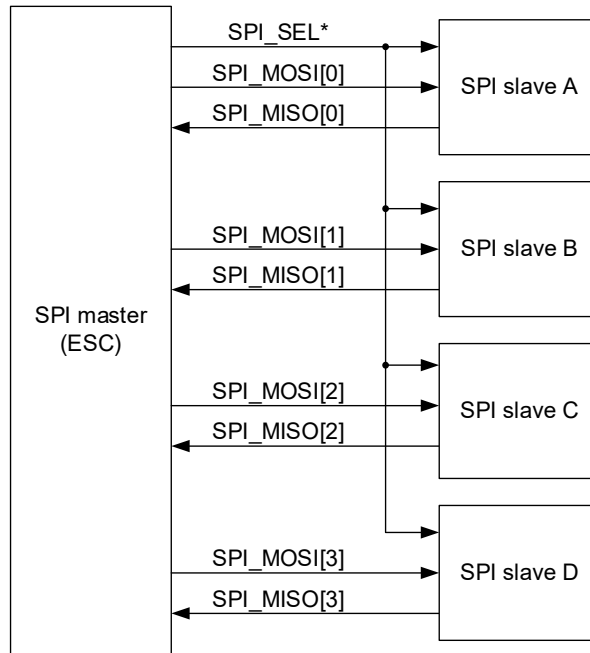 SPI_SEL*
SPI_MOSI[0]
SPI_MISO[0]
SPI slave A
SPI_MOSI[1]
SPI_MISO[1]
SPI slave B
SPI master
(ESC)
SPI_MOSI[2]
SPI_MISO[2]
SPI slave C
SPI_MOSI[3]
SPI_MISO[3]
SPI slave D